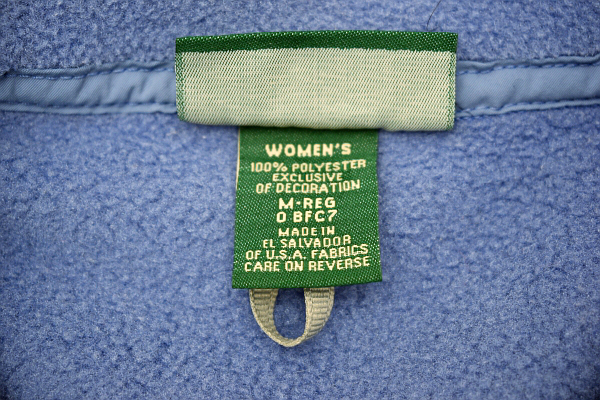 WOMEN'S
100% POLYESTER
EXCLUSIVE
OF DECORATION
M-REG
0 BFC7
MADE IN
EL SALVADOR
OF U.S.A. FABRICS
CARE ON REVERSE